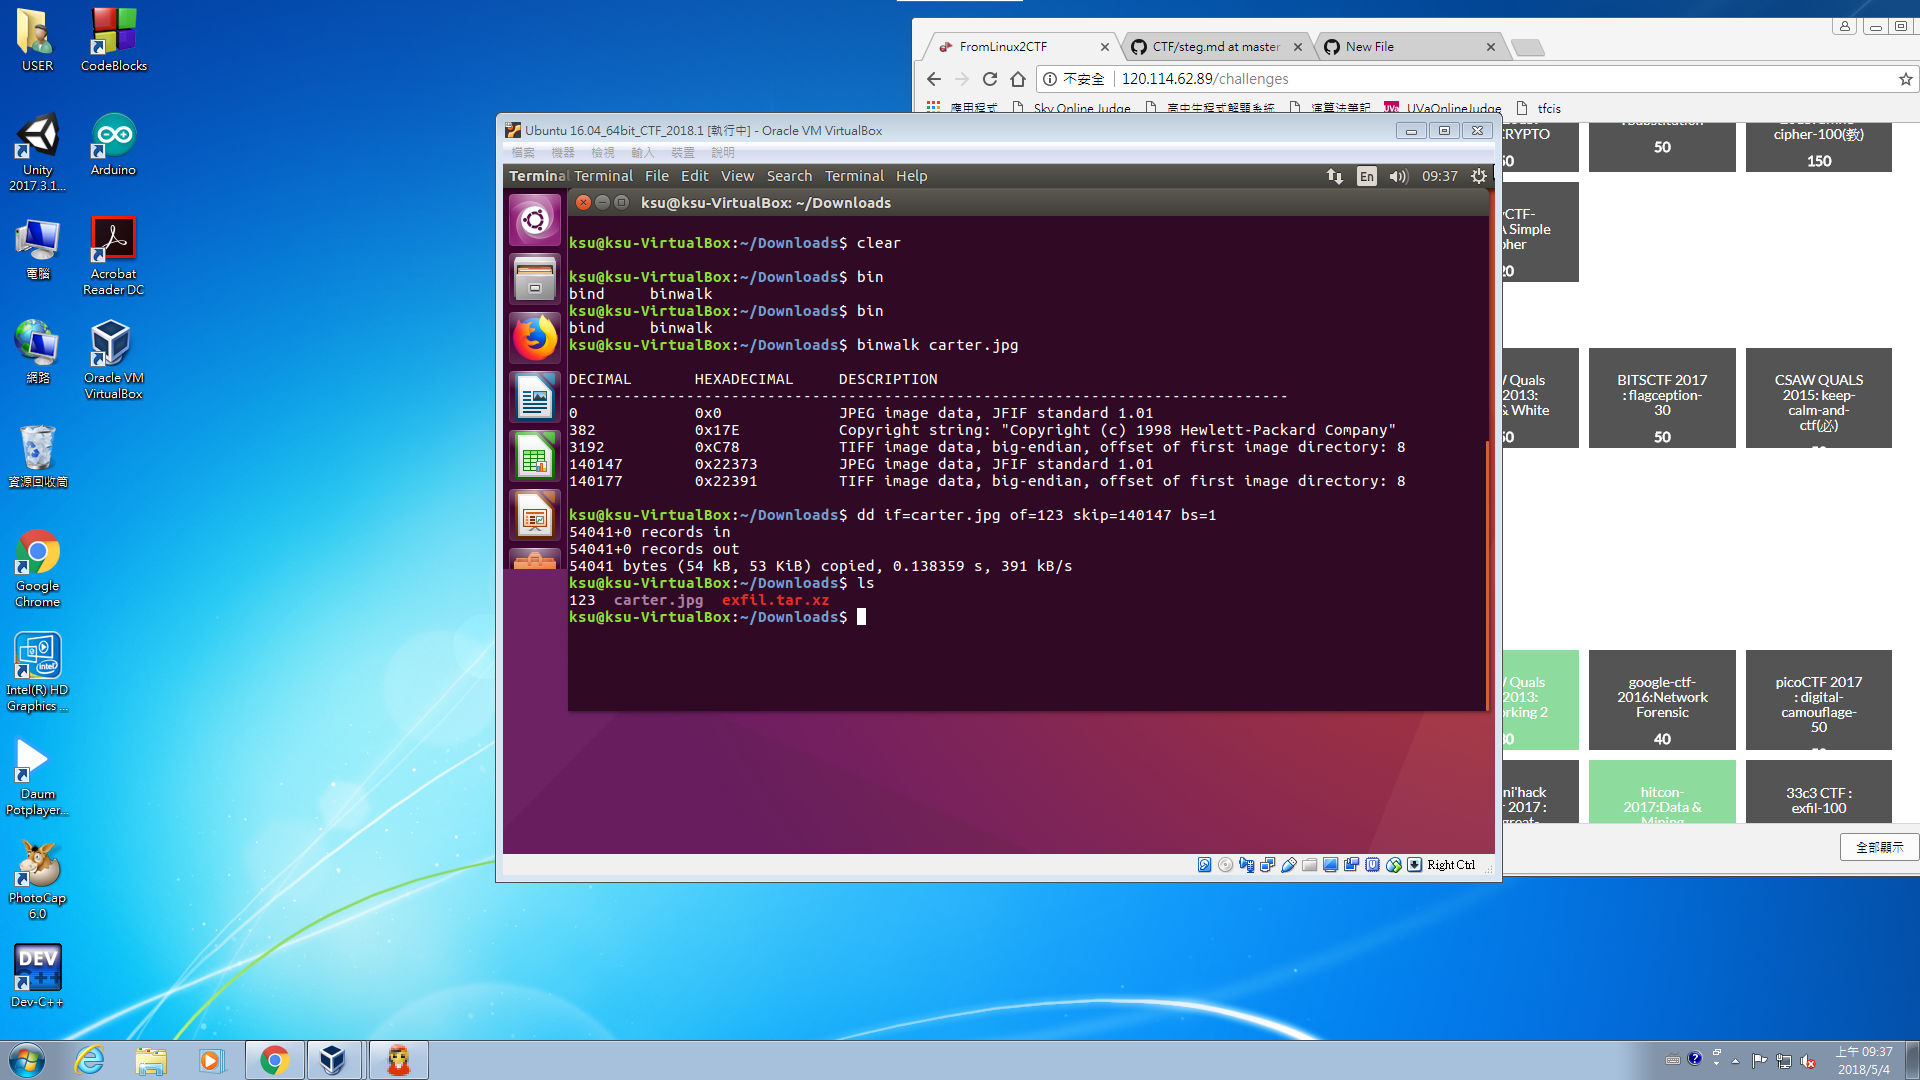 USER
CodeBlocks
Unity
2017.3.1...
Arduino
電腦
Acrobat
Reader DC
網路
Oracle VM
VirtualBox
資源回收筒
Google
Chrome
Intel(R) HD
Graphics ...
Daum
Potplayer...
PhotoCap
6.0
DEV
C++
Dev-C++
FromLinux2CTF
CTF/steg.md at master
New File
不安全
120.114.62.89/challenges
應用程式
Sky Online Judge
高中生程式解題系統
演算法筆記
UVa
UVaOnlineJudge
tfcis
Ubuntu 16.04_64bit_CTF_2018.1 [執行中] - Oracle VM VirtualBox
檔案 機器 檢視 輸入 裝置 說明
Terminal Terminal File Edit View Search Terminal Help
En
09:37
ksu@ksu-VirtualBox: ~/Downloads
ksu@ksu-VirtualBox:~/Downloads$ clear
ksu@ksu-VirtualBox:~/Downloads$ bin
bind     binwalk
ksu@ksu-VirtualBox:~/Downloads$ bin
bind     binwalk
ksu@ksu-VirtualBox:~/Downloads$ binwalk carter.jpg
DECIMAL       HEXADECIMAL     DESCRIPTION
--------------------------------------------------------------------------------
0             0x0             JPEG image data, JFIF standard 1.01
382           0x17E           Copyright string: "Copyright (c) 1998 Hewlett-Packard Company"
3192          0xC78           TIFF image data, big-endian, offset of first image directory: 8
140147        0x22373         JPEG image data, JFIF standard 1.01
140177        0x22391         TIFF image data, big-endian, offset of first image directory: 8
ksu@ksu-VirtualBox:~/Downloads$ dd if=carter.jpg of=123 skip=140147 bs=1
54041+0 records in
54041+0 records out
54041 bytes (54 kB, 53 KiB) copied, 0.138359 s, 391 kB/s
ksu@ksu-VirtualBox:~/Downloads$ ls
123  carter.jpg  exfil.tar.xz
ksu@ksu-VirtualBox:~/Downloads$
Right Ctrl
CRYPTO
50
cipher-100(教)
150
CTF-
A Simple
Quals
2013:
& White
BITSCTF 2017
: flagception-
30
50
CSAW QUALS
2015: keep-
calm-and-
ctf(必)
Quals
2013:
google-ctf-
2016:Network
Forensic
40
picoCTF 2017
: digital-
camouflage-
50
2017 :
hitcon-
2017:Data &
Mining
33c3 CTF :
exfil-100
全部顯示
上午 09:37
2018/5/4